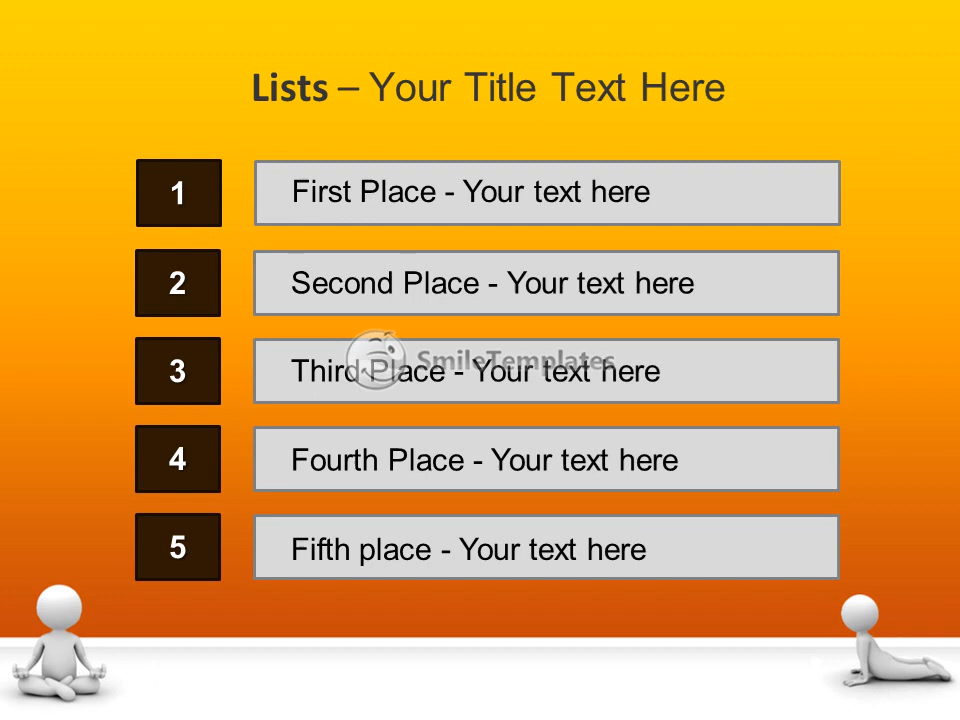 Lists – Your Title Text Here
1 First Place - Your text here
2 Second Place - Your text here
SmileTemplates
3 Third Place - Your text here
4 Fourth Place - Your text here
5 Fifth place - Your text here